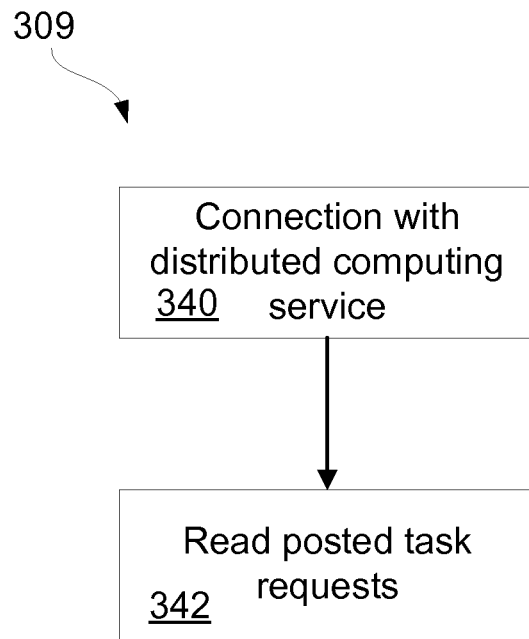 309
Connection with
distributed computing
340 service
Read posted task
requests
342